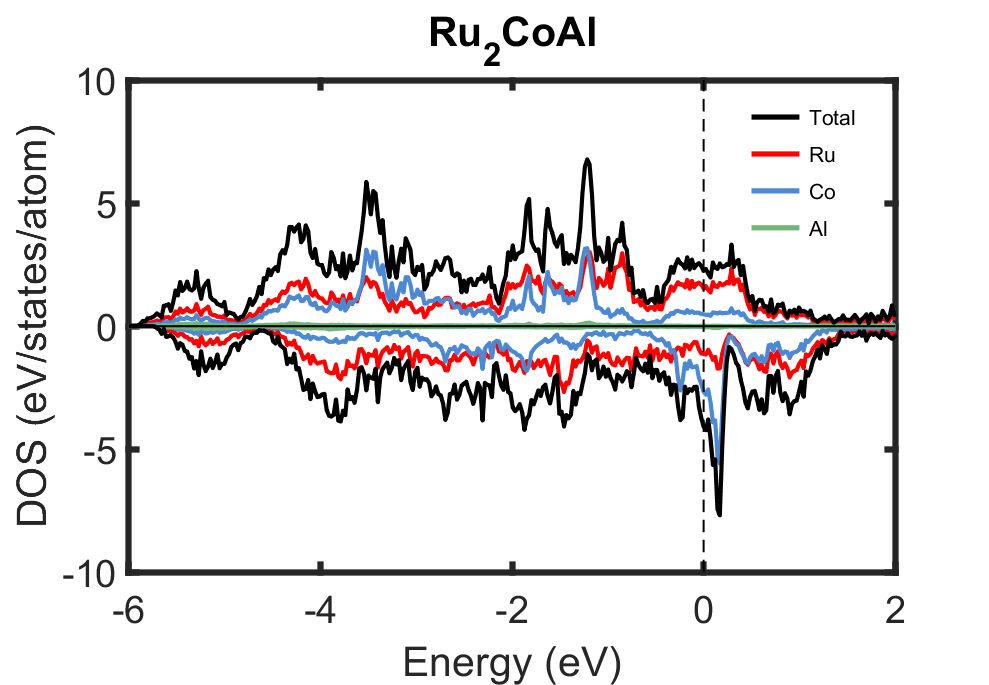 Ru2CoAl
10
5
0
-5
-10
DOS (eV/states/atom)
Total
Ru
Co
Al
-6
-4
-2
0
2
Energy (eV)